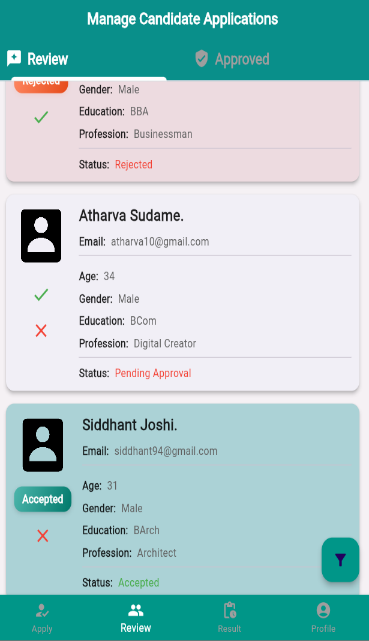 Manage Candidate Applications
Review
Approved
Rejected
Gender: Male
Education: BBA
Profession: Businessman
Status: Rejected
Atharva Sudame.
Email: atharva10@gmail.com
Age: 34
Gender: Male
Education: BCom
Profession: Digital Creator
Status: Pending Approval
Siddhant Joshi.
Email: siddhant94@gmail.com
Accepted
Age: 31
Gender: Male
Education: BArch
Profession: Architect
Status: Accepted
Apply
Review
Result
Profile